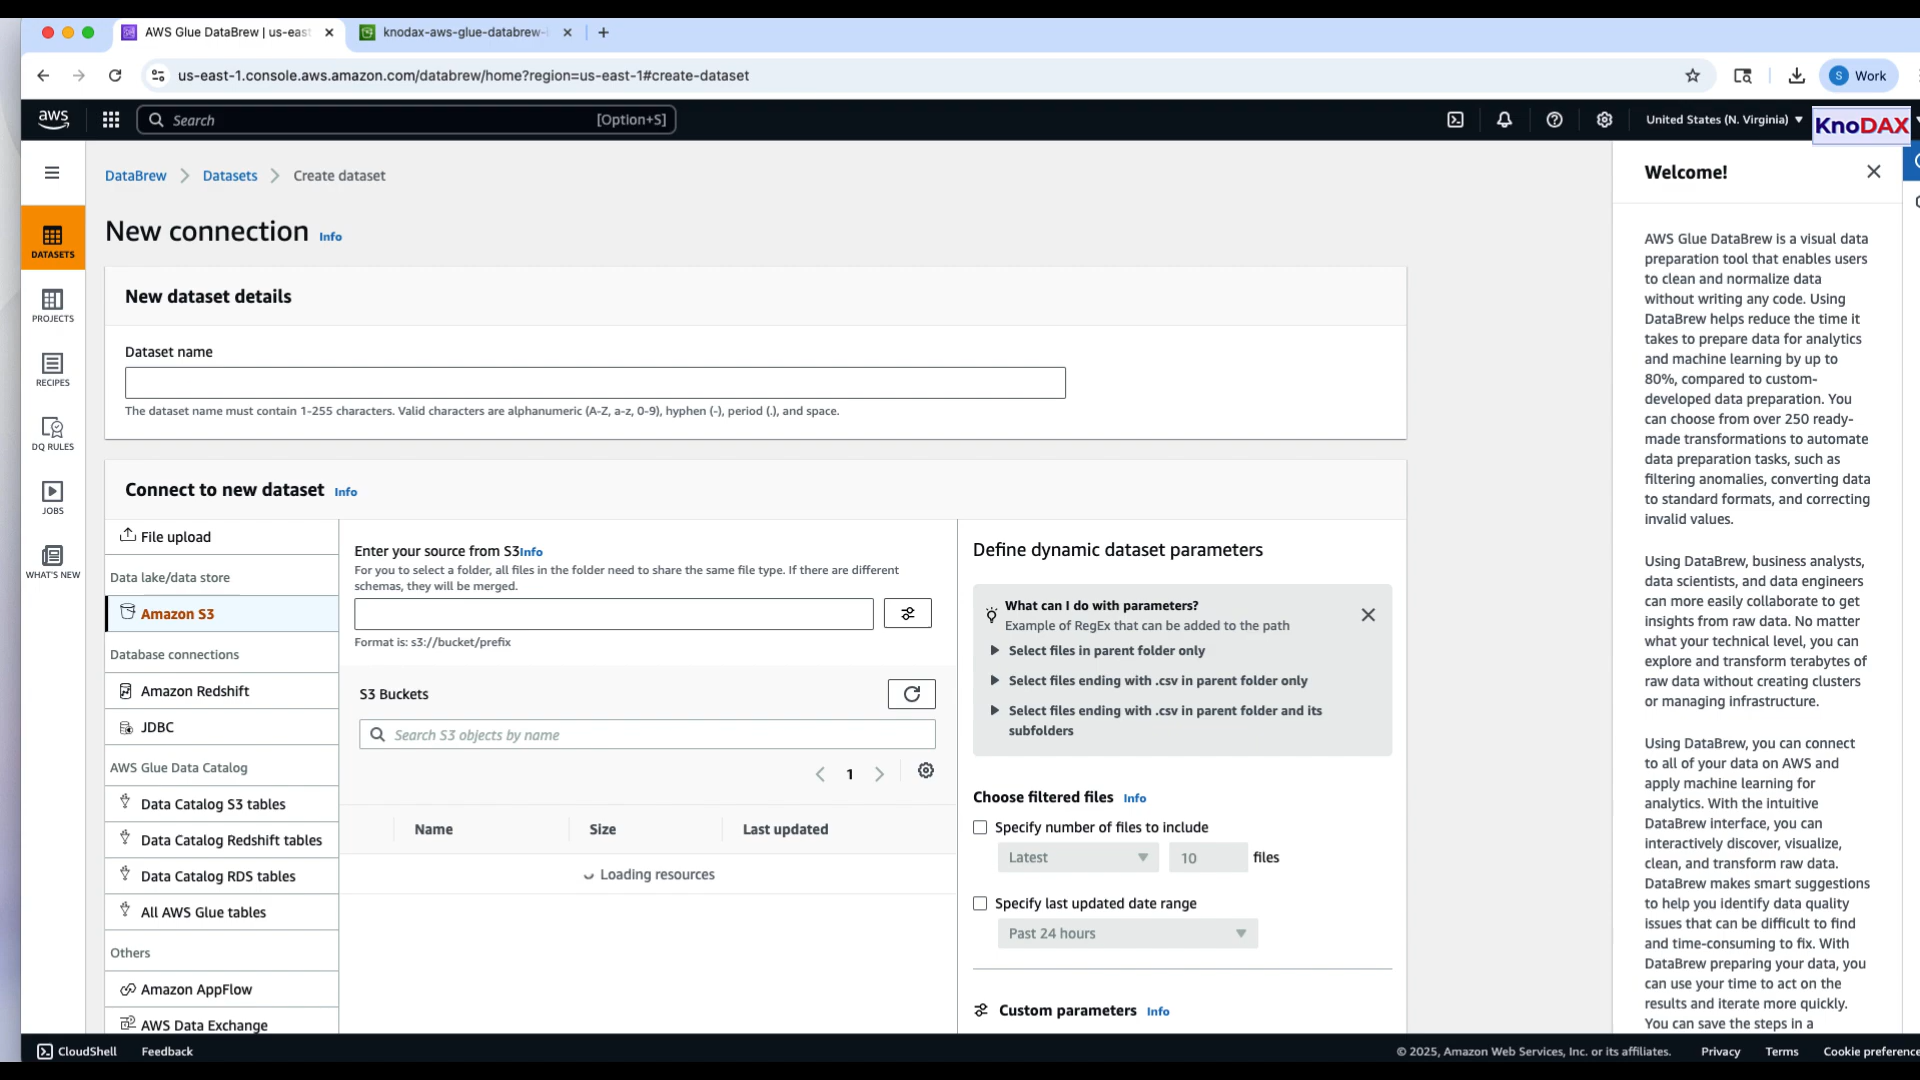 AWS Glue DataBrew | us-east
knodax-aws-glue-databrew-i
us-east-1.console.aws.amazon.com/databrew/home?region=us-east-1#create-dataset
S Work
aws
Search
[Option+S]
United States (N. Virginia)
KnoDAX
DataBrew
Datasets
Create dataset
New connection
Info
DATASETS
PROJECTS
RECIPES
DQ RULES
JOBS
WHAT'S NEW
New dataset details
Dataset name
The dataset name must contain 1-255 characters. Valid characters are alphanumeric (A-Z, a-z, 0-9), hyphen (-), period (.), and space.
Connect to new dataset
Info
File upload
Data lake/data store
Amazon S3
Database connections
Amazon Redshift
JDBC
AWS Glue Data Catalog
Data Catalog S3 tables
Data Catalog Redshift tables
Data Catalog RDS tables
All AWS Glue tables
Others
Amazon AppFlow
AWS Data Exchange
Enter your source from S3Info
For you to select a folder, all files in the folder need to share the same file type. If there are different
schemas, they will be merged.
Format is: s3://bucket/prefix
S3 Buckets
Search S3 objects by name
1
Name
Size
Last updated
Loading resources
Define dynamic dataset parameters
What can I do with parameters?
Example of RegEx that can be added to the path
Select files in parent folder only
Select files ending with .csv in parent folder only
Select files ending with .csv in parent folder and its
subfolders
Choose filtered files
Info
Specify number of files to include
Latest
10
files
Specify last updated date range
Past 24 hours
Custom parameters
Info
Welcome!
AWS Glue DataBrew is a visual data
preparation tool that enables users
to clean and normalize data
without writing any code. Using
DataBrew helps reduce the time it
takes to prepare data for analytics
and machine learning by up to
80%, compared to custom-
developed data preparation. You
can choose from over 250 ready-
made transformations to automate
data preparation tasks, such as
filtering anomalies, converting data
to standard formats, and correcting
invalid values.
Using DataBrew, business analysts,
data scientists, and data engineers
can more easily collaborate to get
insights from raw data. No matter
what your technical level, you can
explore and transform terabytes of
raw data without creating clusters
or managing infrastructure.
Using DataBrew, you can connect
to all of your data on AWS and
apply machine learning for
analytics. With the intuitive
DataBrew interface, you can
interactively discover, visualize,
clean, and transform raw data.
DataBrew makes smart suggestions
to help you identify data quality
issues that can be difficult to find
and time-consuming to fix. With
DataBrew preparing your data, you
can use your time to act on the
results and iterate more quickly.
You can save the steps in a
CloudShell
Feedback
© 2025, Amazon Web Services, Inc. or its affiliates.
Privacy
Terms
Cookie preference